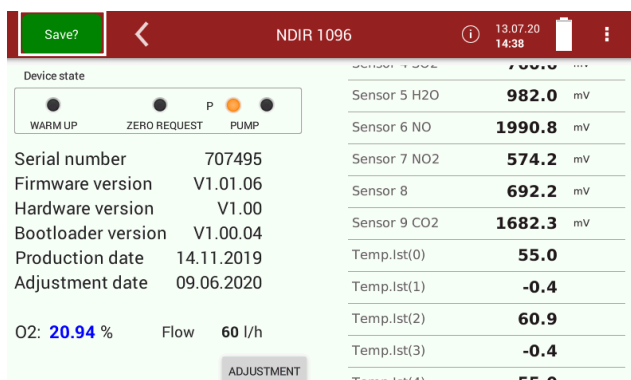 Save?
NDIR 1096
13.07.20
14:38
Device state
P
WARM UP ZERO REQUEST PUMP
Serial number 707495
Firmware version V1.01.06
Hardware version V1.00
Bootloader version V1.00.04
Production date 14.11.2019
Adjustment date 09.06.2020
O2: 20.94 % Flow 60 l/h
ADJUSTMENT
Sensor 5 H2O 982.0 mV
Sensor 6 NO 1990.8 mV
Sensor 7 NO2 574.2 mV
Sensor 8 692.2 mV
Sensor 9 CO2 1682.3 mV
Temp.Ist(0) 55.0
Temp.Ist(1) -0.4
Temp.Ist(2) 60.9
Temp.Ist(3) -0.4